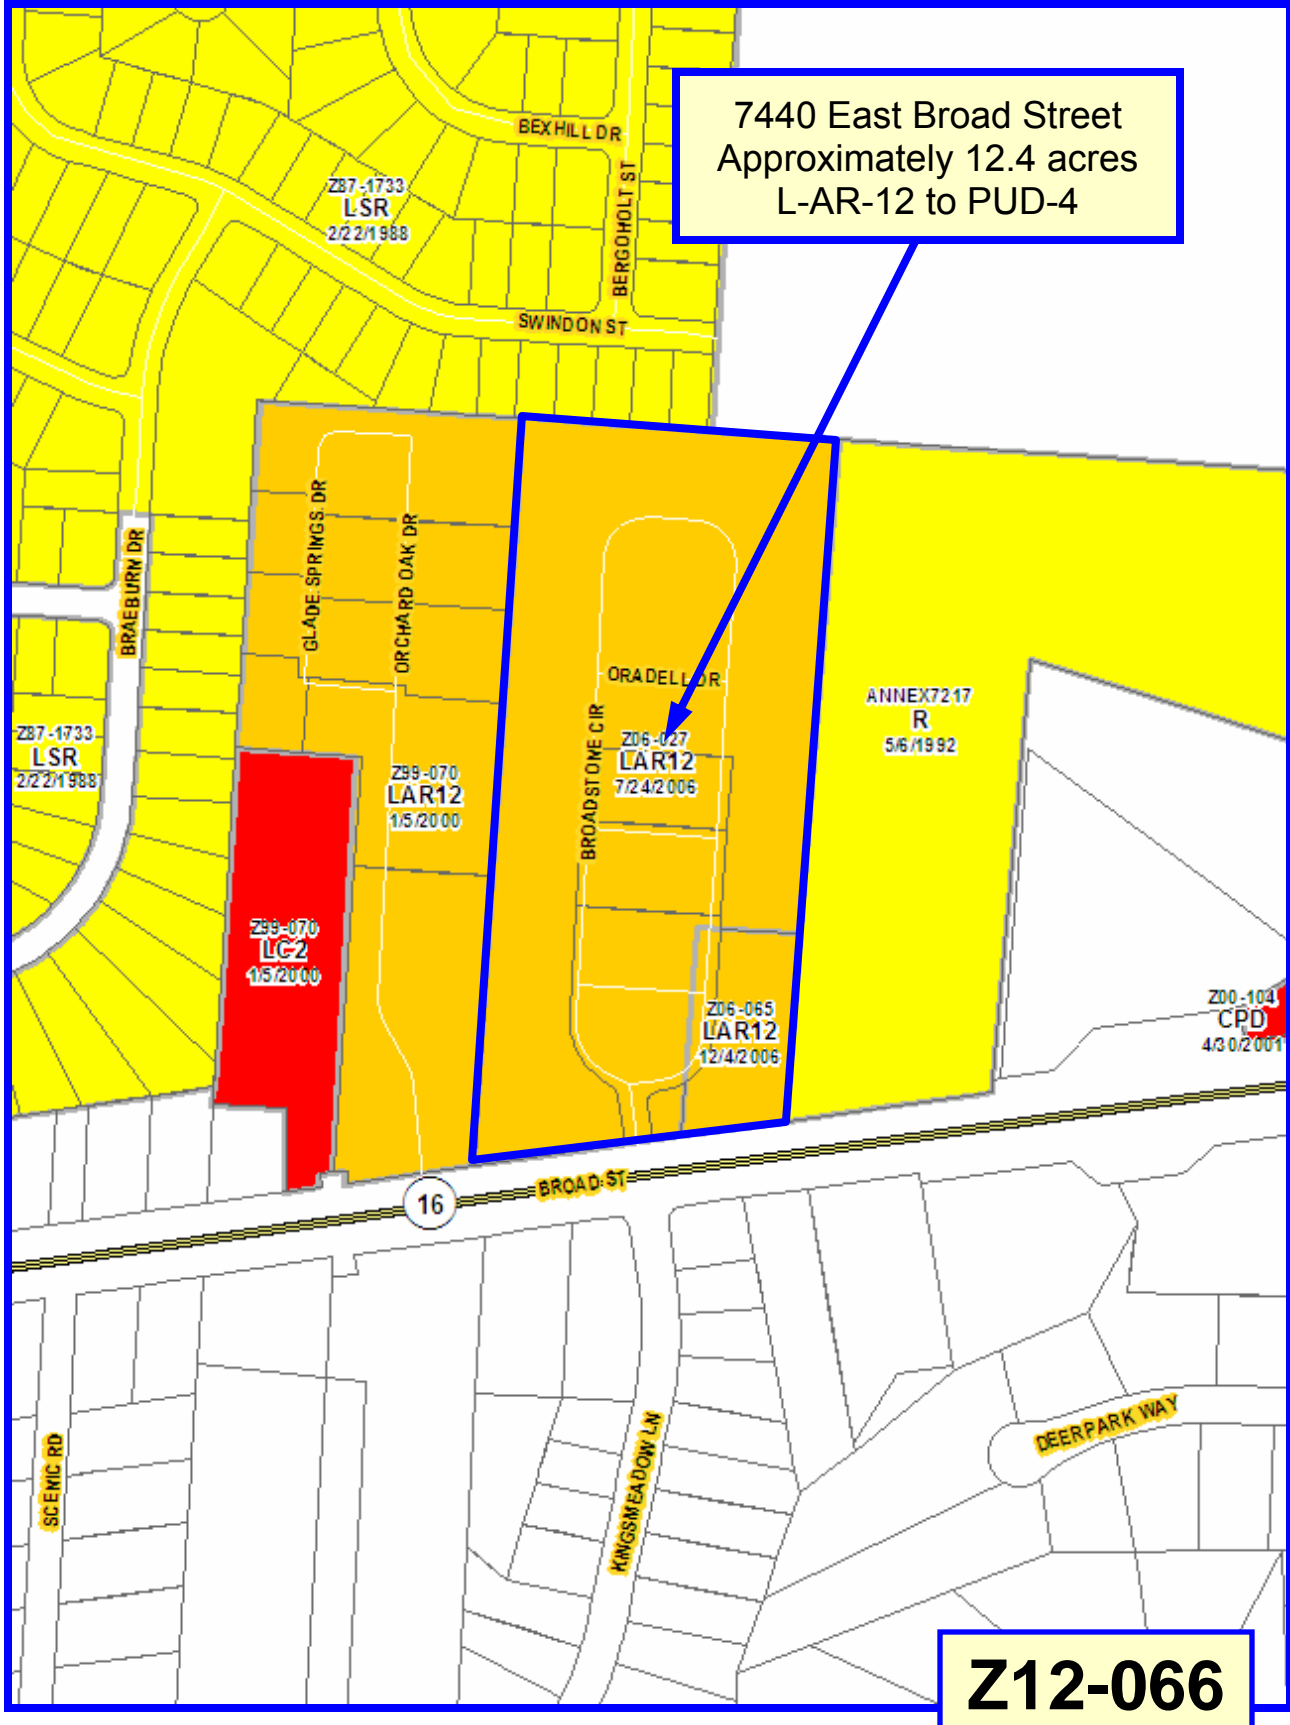 7440 East Broad Street
Approximately 12.4 acres
L-AR-12 to PUD-4
BEXHILL DR
BERGOHOLT ST
Z87-1733
LSR
2/22/1988
SWINDON ST
GLADE SPRINGS DR
ORCHARD OAK DR
BRAEBURN DR
ORADELL DR
BROADSTONE CIR
ANNEX7217
R
5/6/1992
Z87-1733
LSR
2/22/1988
Z99-070
LAR12
1/5/2000
Z06-027
LAR12
7/24/2006
Z99-070
LC2
1/5/2000
Z06-065
LAR12
12/4/2006
Z00-104
CPD
4/30/2001
16
BROAD ST
SCENIC RD
KINGSMEADOW LN
DEER PARK WAY
Z12-066